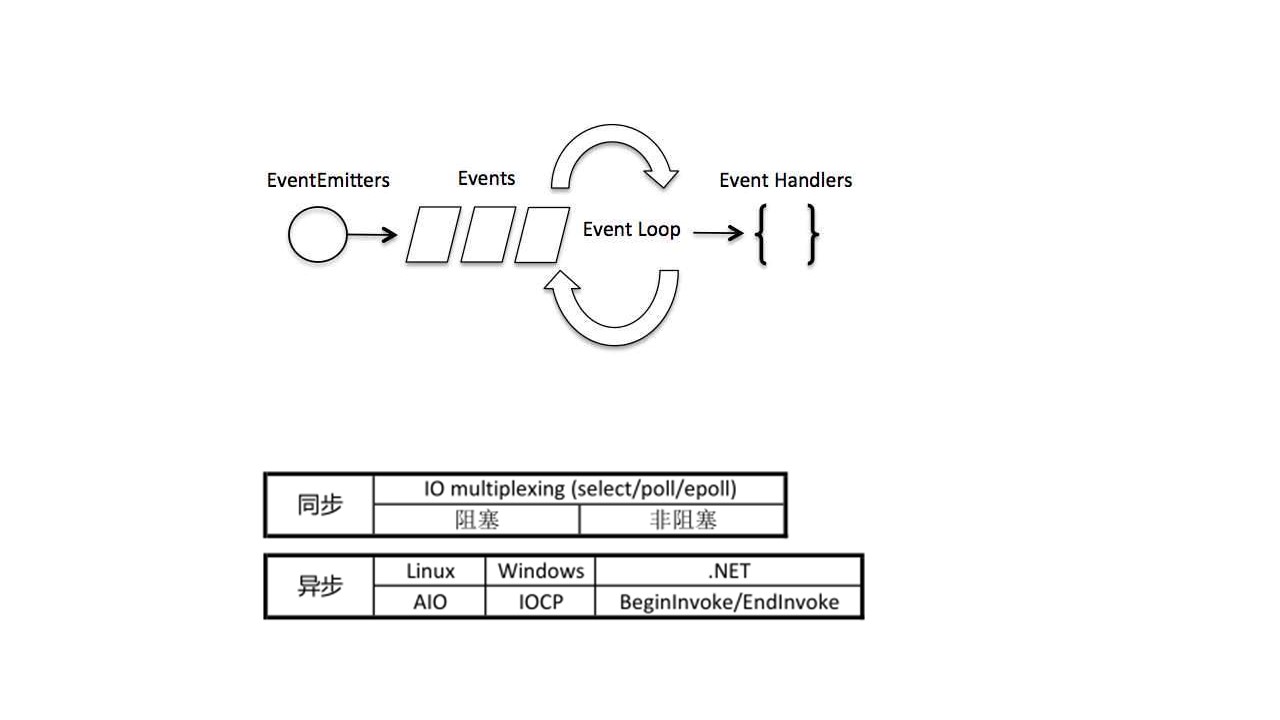 EventEmitters
Events
Event Handlers
Event Loop
{ }
同步
IO multiplexing (select/poll/epoll)
阻塞 非阻塞
异步
Linux Windows .NET
AIO IOCP BeginInvoke/EndInvoke